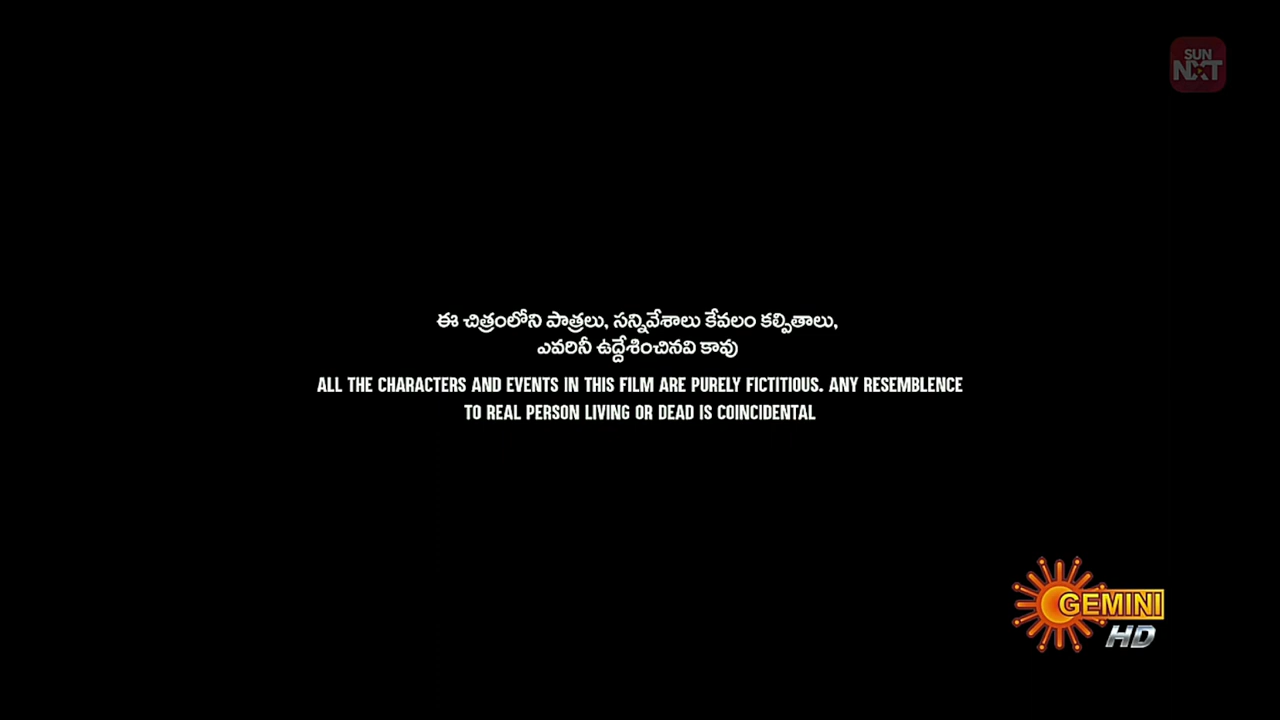 SUN
NXT
ఈ చిత్రంలోని పాత్రలు, సన్నివేశాలు కేవలం కల్పితాలు,
ఎవరినీ ఉద్దేశించినవి కావు
ALL THE CHARACTERS AND EVENTS IN THIS FILM ARE PURELY FICTITIOUS. ANY RESEMBLENCE
TO REAL PERSON LIVING OR DEAD IS COINCIDENTAL
GEMINI
HD